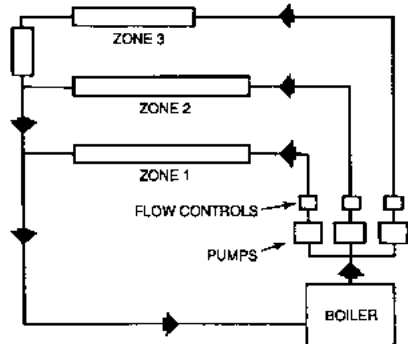 ZONE 3
ZONE 2
ZONE 1
FLOW CONTROLS
PUMPS
BOILER